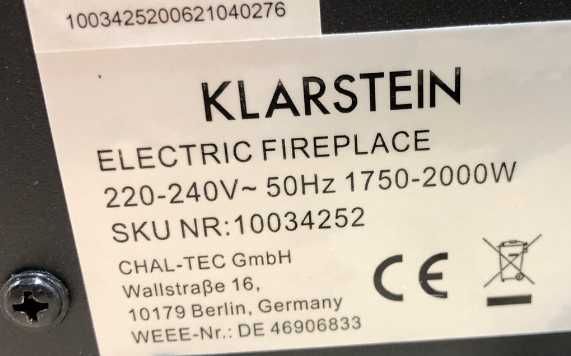 1003425200621040276
KLARSTEIN
ELECTRIC FIREPLACE
220-240V~ 50Hz 1750-2000W
SKU NR:10034252
CHAL-TEC GmbH
Wallstraße 16,
10179 Berlin, Germany
WEEE-Nr.: DE 46906833
CE